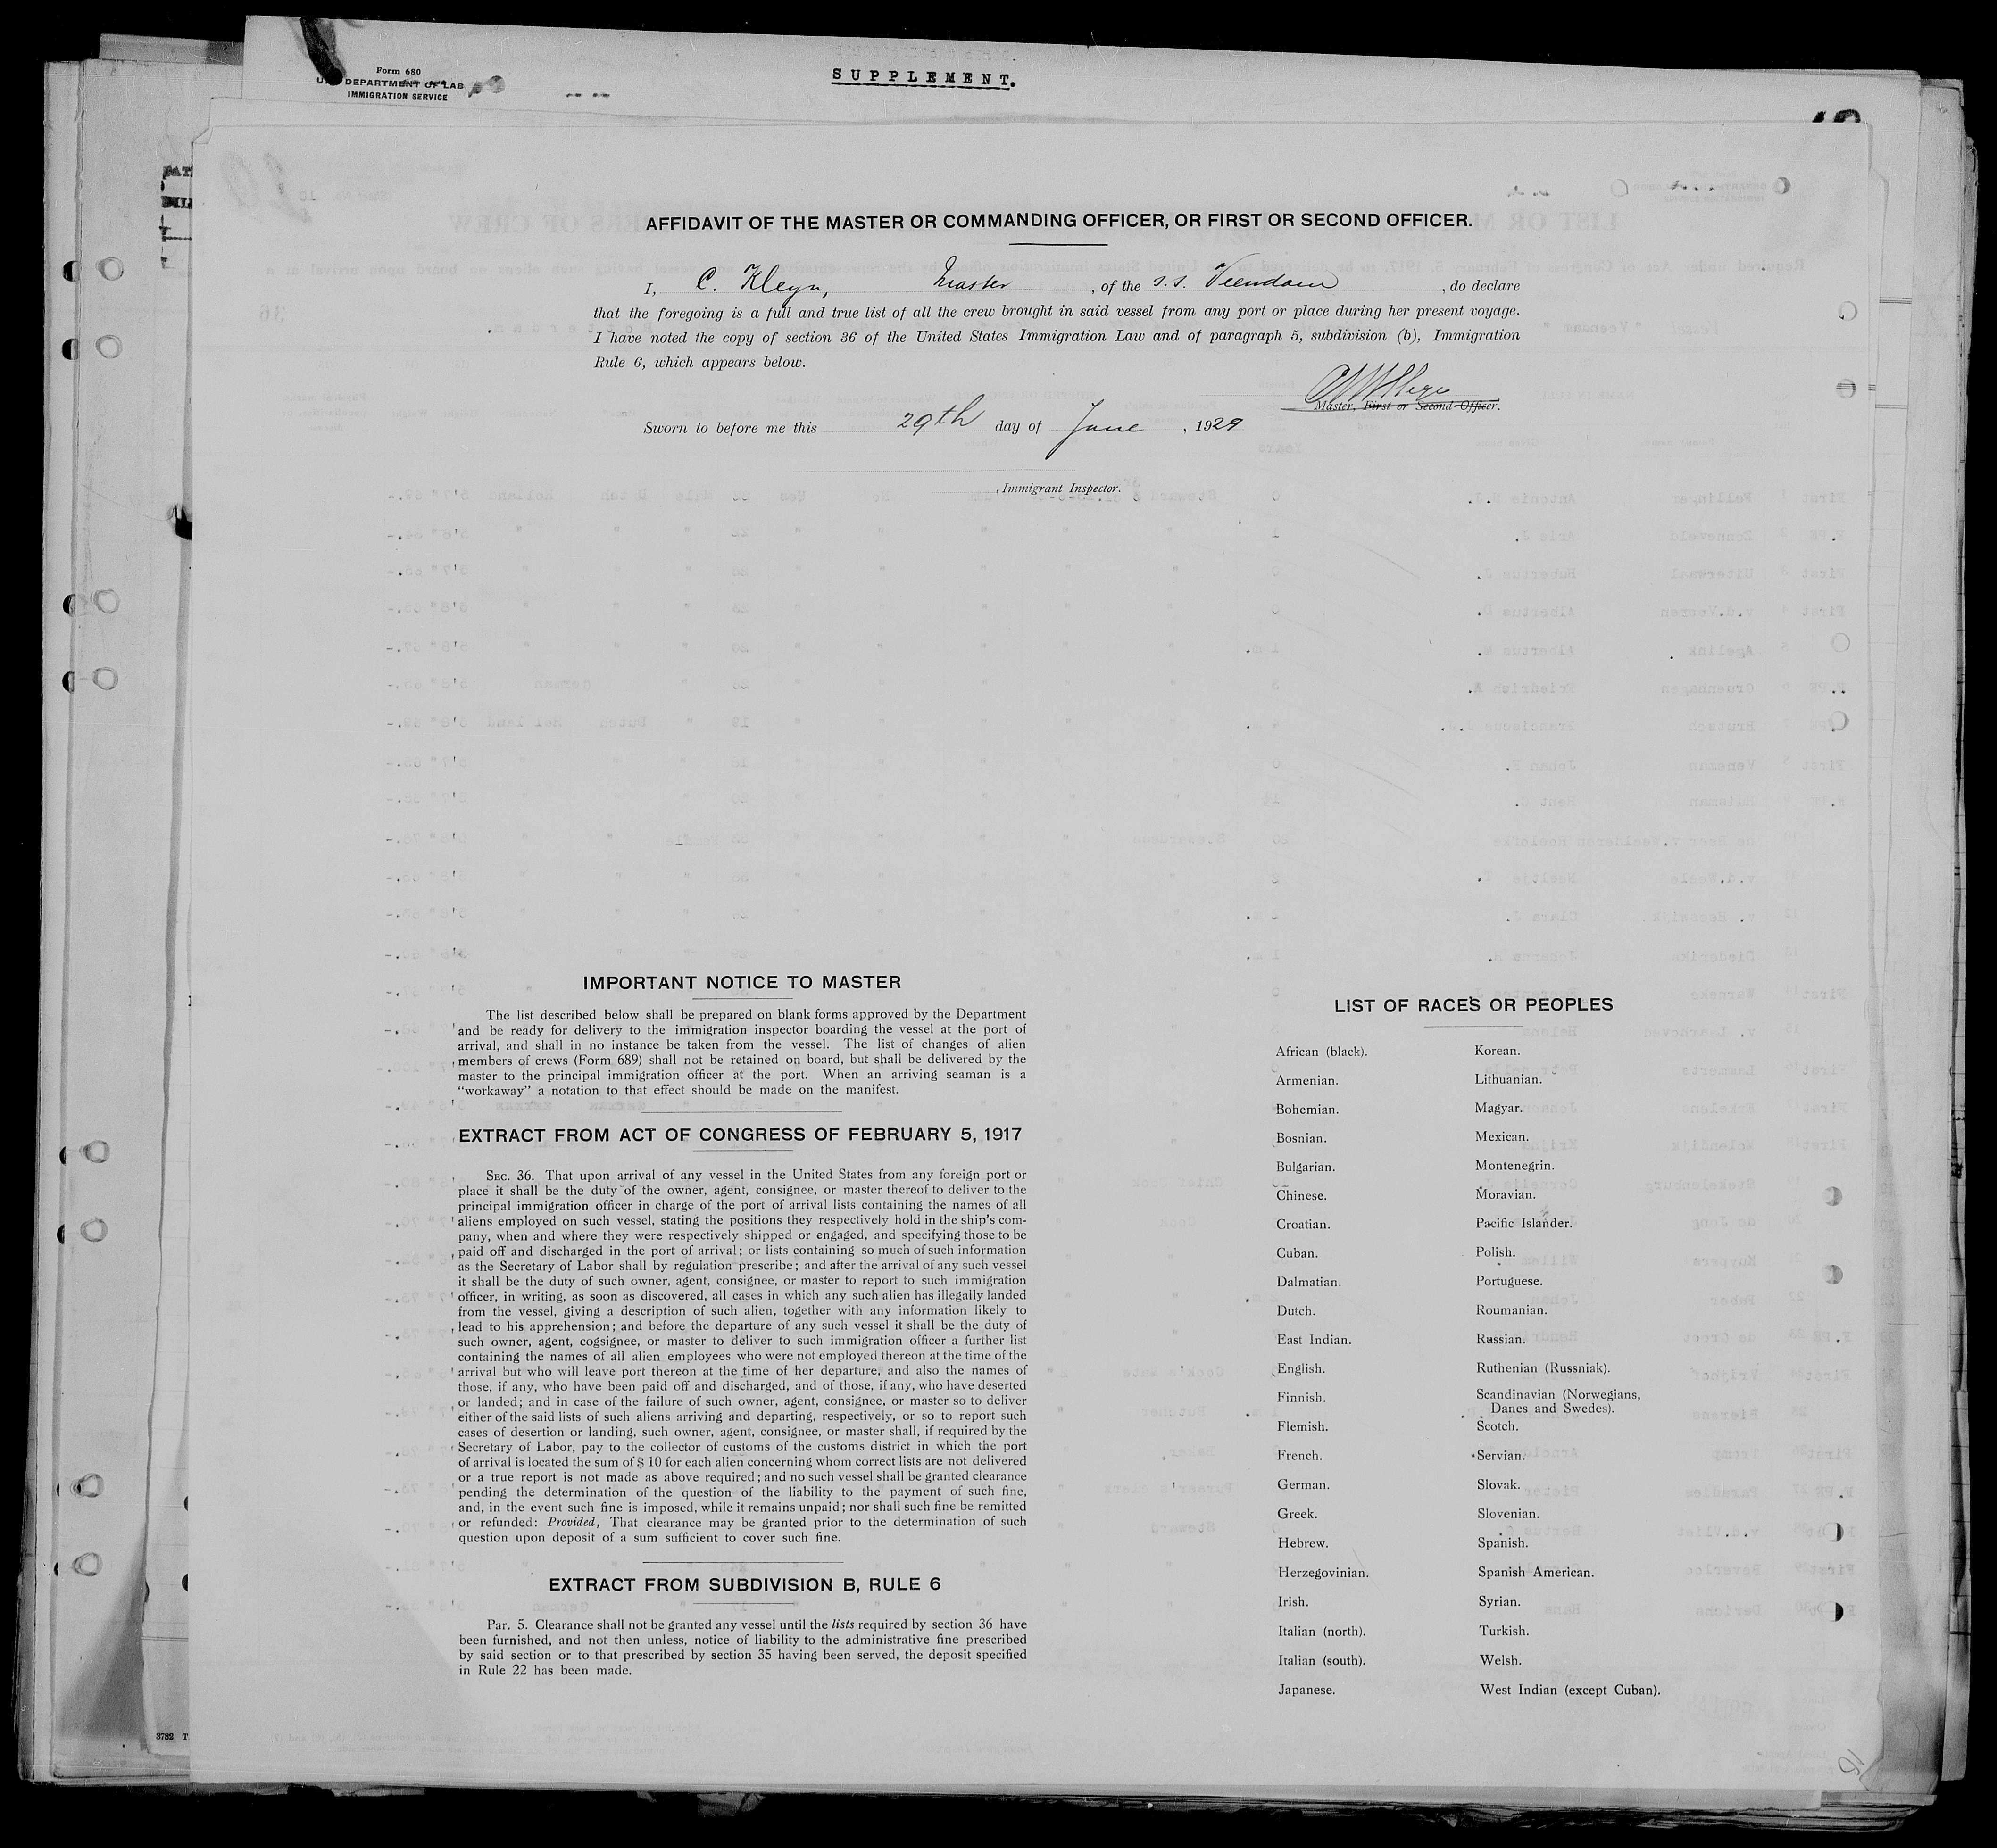 Form 680
DEPARTMENT OF LAB
IMMIGRATION SERVICE
SUPPLEMENT.
AFFIDAVIT OF THE MASTER OR COMMANDING OFFICER, OR FIRST OR SECOND OFFICER.
I, C. Kleyn, Master, of the s.s. Veendam, do declare
that the foregoing is a full and true list of all the crew brought in said vessel from any port or place during her present voyage.
I have noted the copy of section 36 of the United States Immigration Law and of paragraph 5, subdivision (b), Immigration
Rule 6, which appears below.
Master, First or Second Officer.
Sworn to before me this 29th day of June, 1929
, Immigrant Inspector.
IMPORTANT NOTICE TO MASTER
The list described below shall be prepared on blank forms approved by the Department
and be ready for delivery to the immigration inspector boarding the vessel at the port of
arrival, and shall in no instance be taken from the vessel. The list of changes of alien
members of crews (Form 689) shall not be retained on board, but shall be delivered by the
master to the principal immigration officer at the port. When an arriving seaman is a
"workaway" a notation to that effect should be made on the manifest.
EXTRACT FROM ACT OF CONGRESS OF FEBRUARY 5, 1917
SEC. 36. That upon arrival of any vessel in the United States from any foreign port or
place it shall be the duty of the owner, agent, consignee, or master thereof to deliver to the
principal immigration officer in charge of the port of arrival lists containing the names of all
aliens employed on such vessel, stating the positions they respectively hold in the ship's com-
pany, when and where they were respectively shipped or engaged, and specifying those to be
paid off and discharged in the port of arrival; or lists containing so much of such information
as the Secretary of Labor shall by regulation prescribe; and after the arrival of any such vessel
it shall be the duty of such owner, agent, consignee, or master to report to such immigration
officer, in writing, as soon as discovered, all cases in which any such alien has illegally landed
from the vessel, giving a description of such alien, together with any information likely to
lead to his apprehension; and before the departure of any such vessel it shall be the duty of
such owner, agent, cogsignee, or master to deliver to such immigration officer a further list
containing the names of all alien employees who were not employed thereon at the time of the
arrival but who will leave port thereon at the time of her departure, and also the names of
those, if any, who have been paid off and discharged, and of those, if any, who have deserted
or landed; and in case of the failure of such owner, agent, consignee, or master so to deliver
either of the said lists of such aliens arriving and departing, respectively, or so to report such
cases of desertion or landing, such owner, agent, consignee, or master shall, if required by the
Secretary of Labor, pay to the collector of customs of the customs district in which the port
of arrival is located the sum of $ 10 for each alien concerning whom correct lists are not delivered
or a true report is not made as above required; and no such vessel shall be granted clearance
pending the determination of the question of the liability to the payment of such fine,
and, in the event such fine is imposed, while it remains unpaid; nor shall such fine be remitted
or refunded: Provided, That clearance may be granted prior to the determination of such
question upon deposit of a sum sufficient to cover such fine.
EXTRACT FROM SUBDIVISION B, RULE 6
Par. 5. Clearance shall not be granted any vessel until the lists required by section 36 have
been furnished, and not then unless, notice of liability to the administrative fine prescribed
by said section or to that prescribed by section 35 having been served, the deposit specified
in Rule 22 has been made.
LIST OF RACES OR PEOPLES
African (black).
Armenian.
Bohemian.
Bosnian.
Bulgarian.
Chinese.
Croatian.
Cuban.
Dalmatian.
Dutch.
East Indian.
English.
Finnish.
Flemish.
French.
German.
Greek.
Hebrew.
Herzegovinian.
Irish.
Italian (north).
Italian (south).
Japanese.
Korean.
Lithuanian.
Magyar.
Mexican.
Montenegrin.
Moravian.
Pacific Islander.
Polish.
Portuguese.
Roumanian.
Russian.
Ruthenian (Russniak).
Scandinavian (Norwegians,
Danes and Swedes).
Scotch.
Servian.
Slovak.
Slovenian.
Spanish.
Spanish American.
Syrian.
Turkish.
Welsh.
West Indian (except Cuban).
3782 T